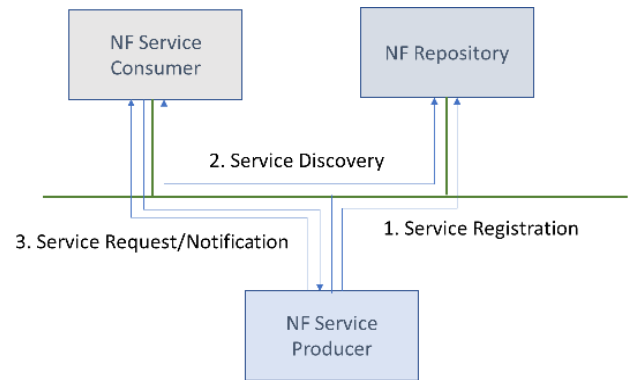 NF Service
Consumer
NF Repository
2. Service Discovery
3. Service Request/Notification
1. Service Registration
NF Service
Producer